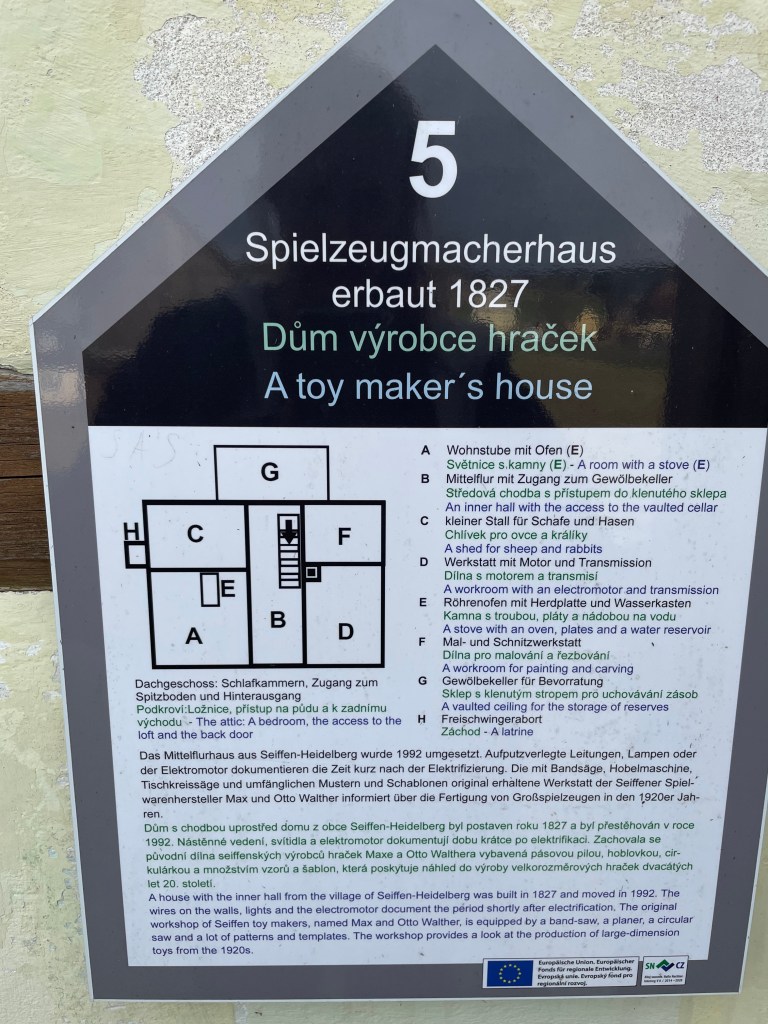 5
Spielzeugmacherhaus
erbaut 1827
Dům výrobce hraček
A toy maker´s house
G
H
C
F
E
B
A
D
A Wohnstube mit Ofen (E)
Světnice s.kamny (E) - A room with a stove (E)
B Mittelflur mit Zugang zum Gewölbekeller
Středová chodba s přístupem do klenutého sklepa
An inner hall with the access to the vaulted cellar
C kleiner Stall für Schafe und Hasen
Chlívek pro ovce a králíky
A shed for sheep and rabbits
D Werkstatt mit Motor und Transmission
Dílna s motorem a transmisí
A workroom with an electromotor and transmission
E Röhrenofen mit Herdplatte und Wasserkasten
Kamna s troubou, pláty a nádobou na vodu
A stove with an oven, plates and a water reservoir
F Mal- und Schnitzwerkstatt
Dílna pro malování a řezbování
A workroom for painting and carving
G Gewölbekeller für Bevorratung
Sklep s klenutým stropem pro uchovávání zásob
A vaulted ceiling for the storage of reserves
H Freischwingerabort
Záchod - A latrine
Dachgeschoss: Schlafkammern, Zugang zum
Spitzboden und Hinterausgang
Podkroví:Ložnice, přístup na půdu a k zadnímu
východu - The attic: A bedroom, the access to the
loft and the back door
Das Mittelflurhaus aus Seiffen-Heidelberg wurde 1992 umgesetzt. Aufputzverlegte Leitungen, Lampen oder
der Elektromotor dokumentieren die Zeit kurz nach der Elektrifizierung. Die mit Bandsäge, Hobelmaschine,
Tischkreissäge und umfänglichen Mustern und Schablonen original erhaltene Werkstatt der Seiffener Spiel-
warenhersteller Max und Otto Walther informiert über die Fertigung von Großspielzeugen in den 1920er Jah-
ren.
Dům s chodbou uprostřed domu z obce Seiffen-Heidelberg byl postaven roku 1827 a byl přestěhován v roce
1992. Nástěnné vedení, svítidla a elektromotor dokumentují dobu krátce po elektrifikaci. Zachovala se
původní dílna seiffenských výrobců hraček Maxe a Otto Walthera vybavená pásovou pilou, hoblovkou, cir-
kulárkou a množstvím vzorů a šablon, která poskytuje náhled do výroby velkorozměrových hraček dvacátých
let 20. století.
A house with the inner hall from the village of Seiffen-Heidelberg was built in 1827 and moved in 1992. The
wires on the walls, lights and the electromotor document the period shortly after electrification. The original
workshop of Seiffen toy makers, named Max and Otto Walther, is equipped by a band-saw, a planer, a circular
saw and a lot of patterns and templates. The workshop provides a look at the production of large-dimension
toys from the 1920s.
Europäische Union. Europäischer
Fonds für regionale Entwicklung.
Evropská unie. Evropský fond pro
regionální rozvoj.
SN CZ